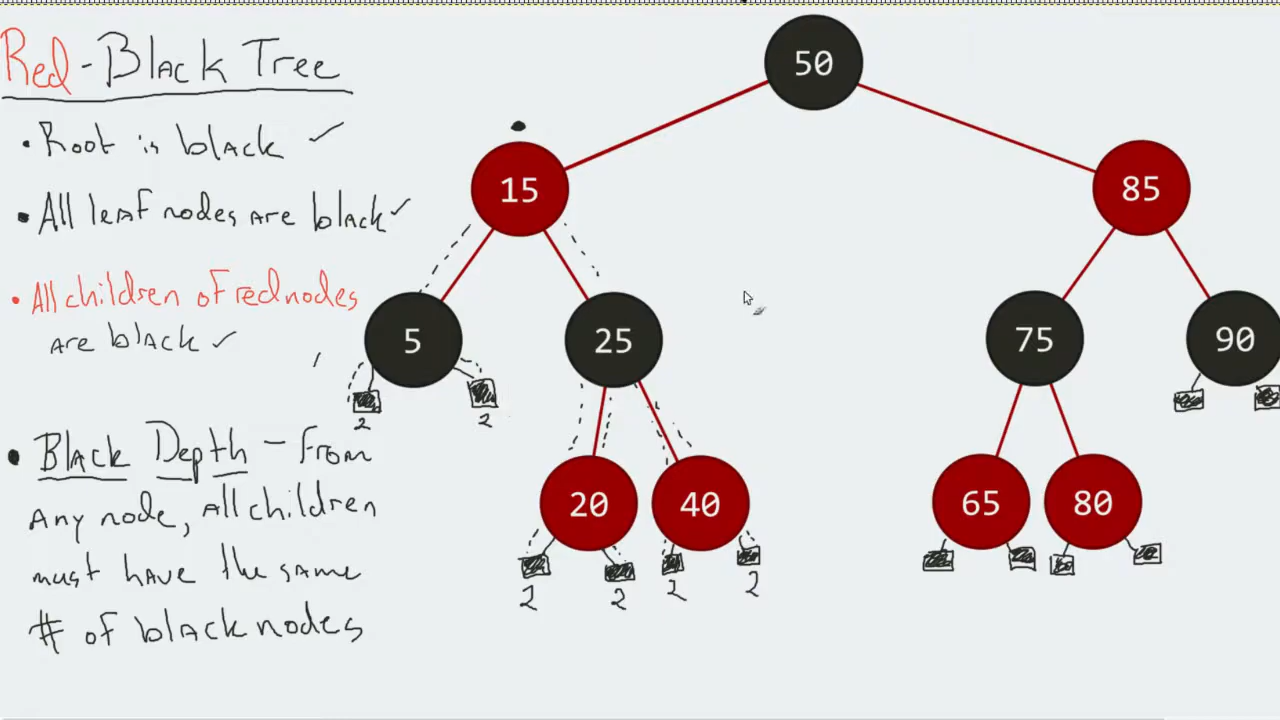 Red-Black Tree
• Root is black ✓
• All leaf nodes are black ✓
• All children of red nodes
are black ✓
• Black Depth - From
Any node, All children
must have the same
# of black nodes
50
15
85
5
25
75
90
2
2
20
40
65
80
2
2
2
2